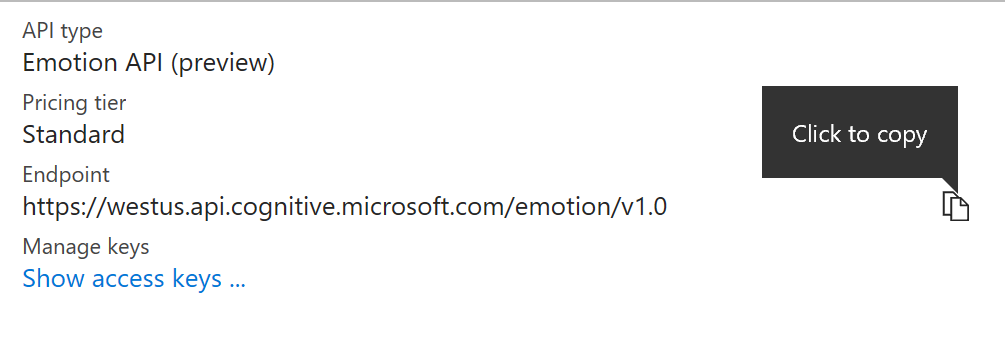 API type
Emotion API (preview)
Pricing tier
Standard
Click to copy
Endpoint
https://westus.api.cognitive.microsoft.com/emotion/v1.0
Manage keys
Show access keys ...